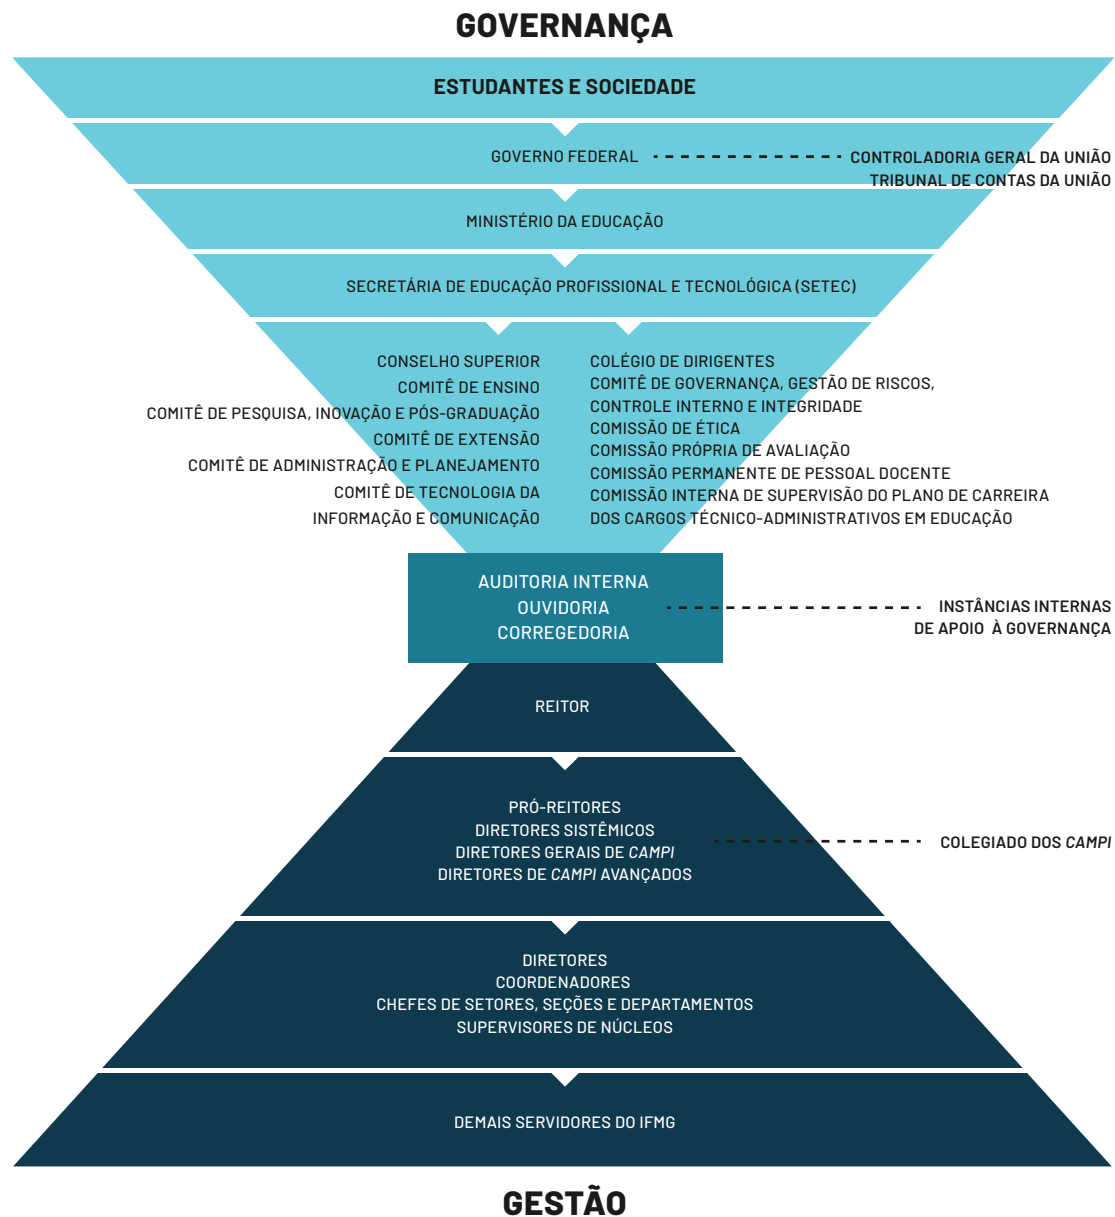 GOVERNANÇA
ESTUDANTES E SOCIEDADE
GOVERNO FEDERAL
CONTROLADORIA GERAL DA UNIÃO
TRIBUNAL DE CONTAS DA UNIÃO
MINISTÉRIO DA EDUCAÇÃO
SECRETÁRIA DE EDUCAÇÃO PROFISSIONAL E TECNOLÓGICA (SETEC)
CONSELHO SUPERIOR
COMITÊ DE ENSINO
COMITÊ DE PESQUISA, INOVAÇÃO E PÓS-GRADUAÇÃO
COMITÊ DE EXTENSÃO
COMITÊ DE ADMINISTRAÇÃO E PLANEJAMENTO
COMITÊ DE TECNOLOGIA DA
INFORMAÇÃO E COMUNICAÇÃO
COLÉGIO DE DIRIGENTES
COMITÊ DE GOVERNANÇA, GESTÃO DE RISCOS,
CONTROLE INTERNO E INTEGRIDADE
COMISSÃO DE ÉTICA
COMISSÃO PRÓPRIA DE AVALIAÇÃO
COMISSÃO PERMANENTE DE PESSOAL DOCENTE
COMISSÃO INTERNA DE SUPERVISÃO DO PLANO DE CARREIRA
DOS CARGOS TÉCNICO-ADMINISTRATIVOS EM EDUCAÇÃO
AUDITORIA INTERNA
OUVIDORIA
CORREGEDORIA
INSTÂNCIAS INTERNAS
DE APOIO À GOVERNANÇA
REITOR
PRÓ-REITORES
DIRETORES SISTÊMICOS
DIRETORES GERAIS DE CAMPI
DIRETORES DE CAMPI AVANÇADOS
COLEGIADO DOS CAMPI
DIRETORES
COORDENADORES
CHEFES DE SETORES, SEÇÕES E DEPARTAMENTOS
SUPERVISORES DE NÚCLEOS
DEMAIS SERVIDORES DO IFMG
GESTÃO